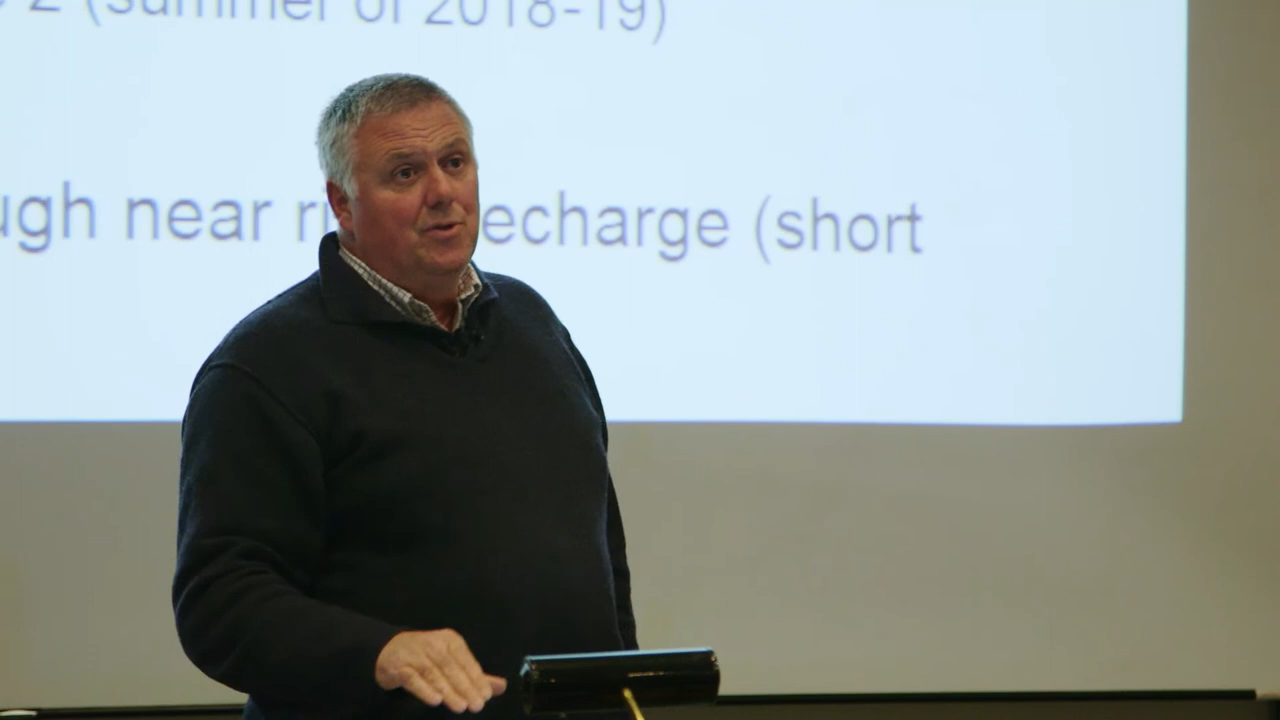 2 (summer of 2018-19)
ugh near ri echarge (short